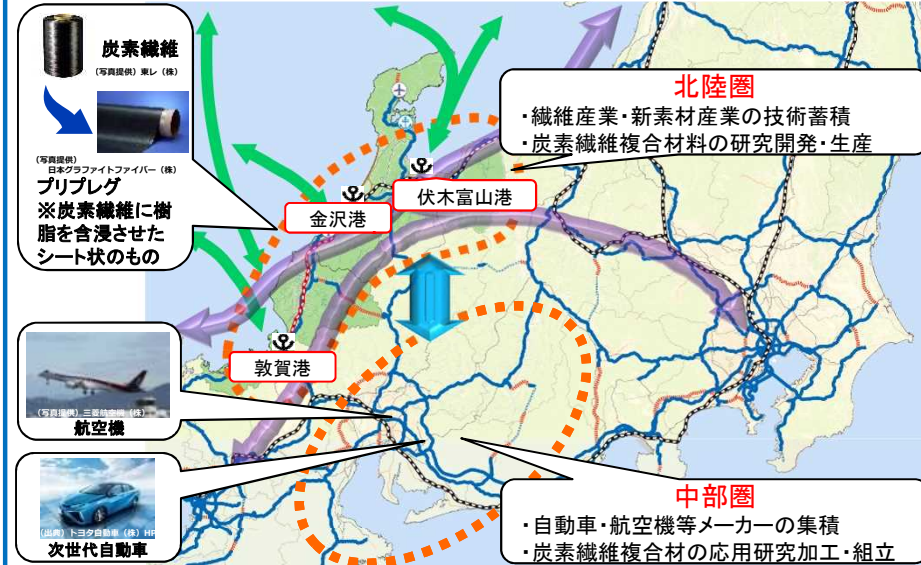 炭素繊維
(写真提供) 東レ (株)
(写真提供)
日本グラファイトファイバー (株)
プリプレグ
※炭素繊維に樹
脂を含浸させた
シート状のもの
北陸圏
・繊維産業・新素材産業の技術蓄積
・炭素繊維複合材料の研究開発・生産
伏木富山港
金沢港
敦賀港
(写真提供) 三菱航空機 (株)
航空機
(出典) トヨタ自動車 (株) HP
次世代自動車
中部圏
・自動車・航空機等メーカーの集積
・炭素繊維複合材の応用研究加工・組立